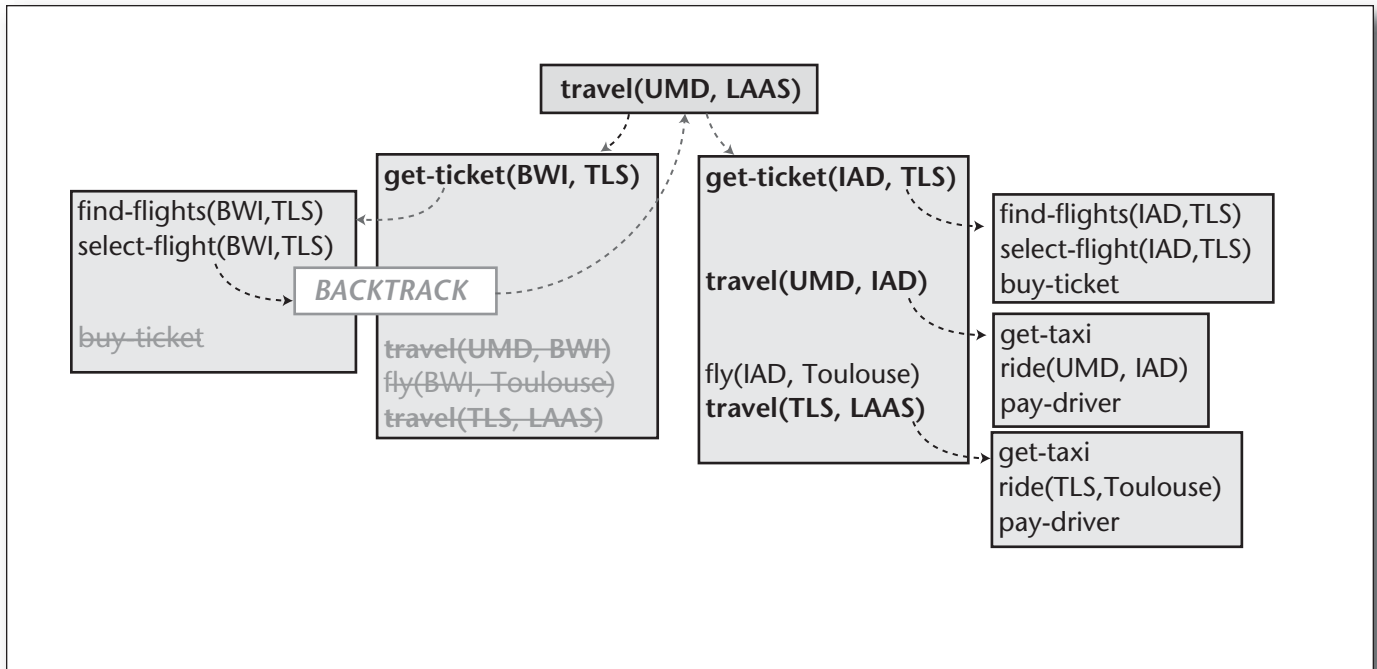 travel(UMD, LAAS)
get-ticket(BWI, TLS)
find-flights(BWI,TLS)
select-flight(BWI,TLS)
BACKTRACK
buy-ticket
travel(UMD, BWI)
fly(BWI, Toulouse)
travel(TLS, LAAS)
get-ticket(IAD, TLS)
travel(UMD, IAD)
fly(IAD, Toulouse)
travel(TLS, LAAS)
find-flights(IAD,TLS)
select-flight(IAD,TLS)
buy-ticket
get-taxi
ride(UMD, IAD)
pay-driver
get-taxi
ride(TLS,Toulouse)
pay-driver